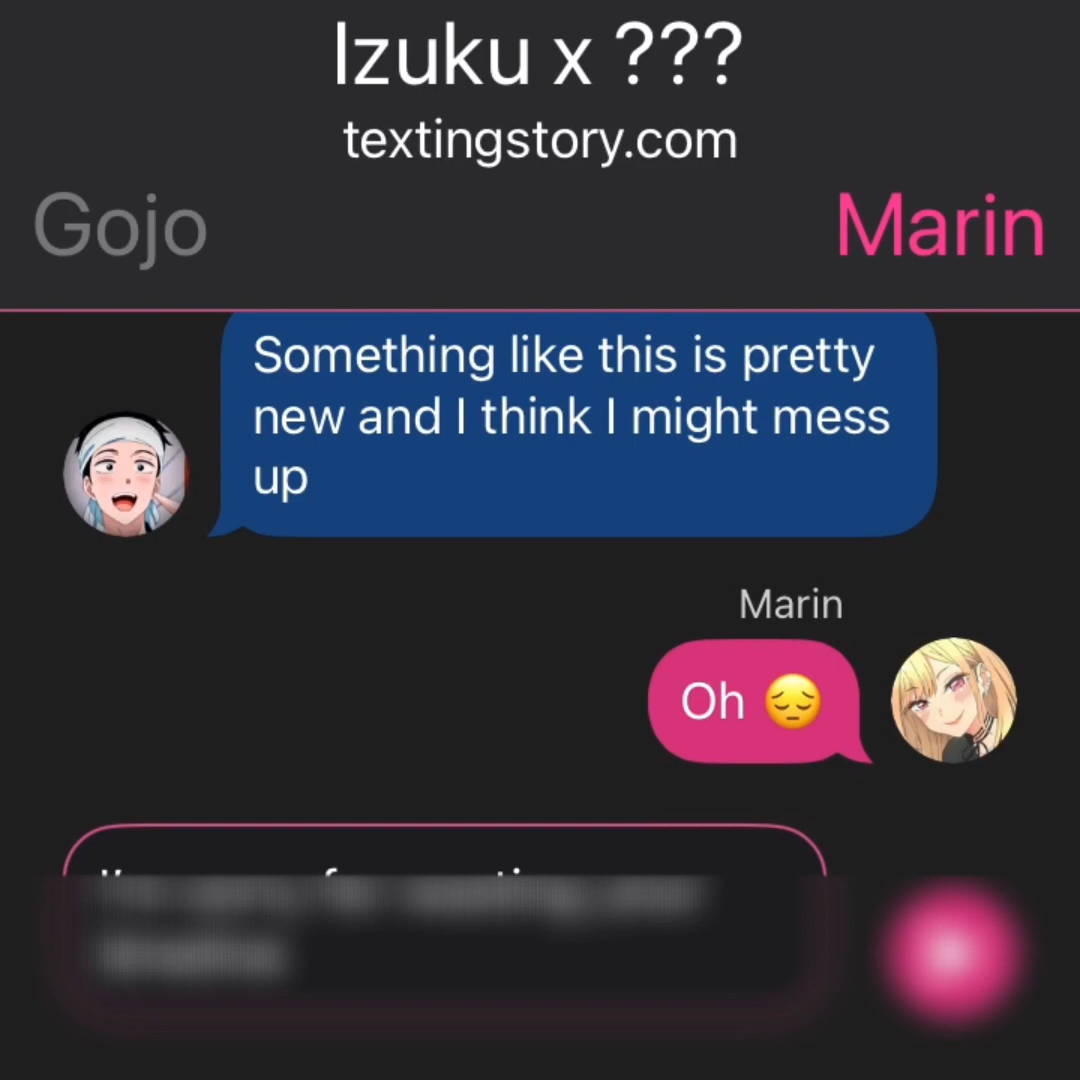 Izuku x ???
textingstory.com
Gojo
Marin
Something like this is pretty
new and I think I might mess
up
Marin
Oh 😔